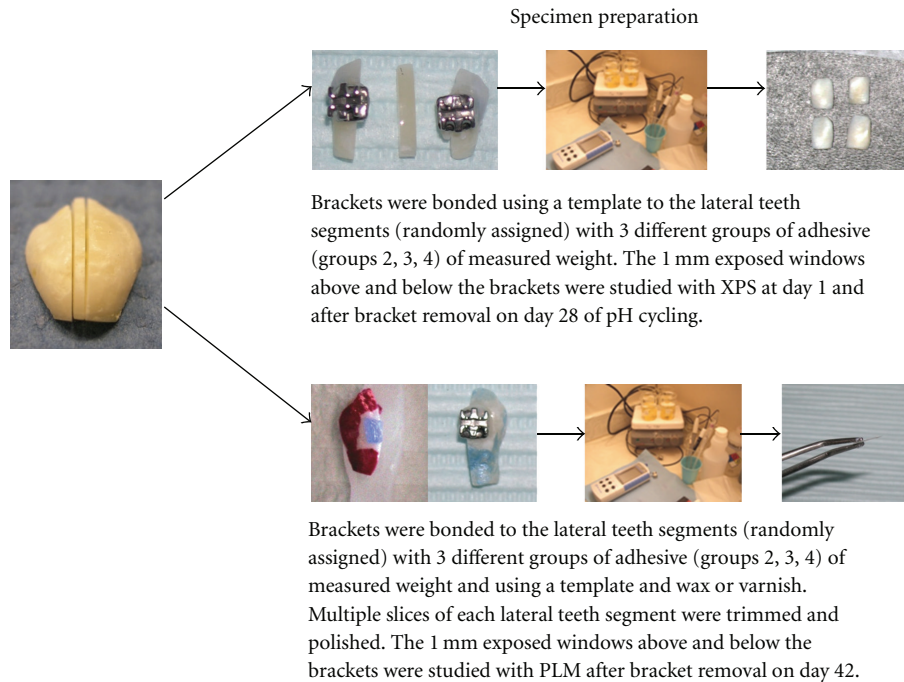 Specimen preparation
Brackets were bonded using a template to the lateral teeth
segments (randomly assigned) with 3 different groups of adhesive
(groups 2, 3, 4) of measured weight. The 1 mm exposed windows
above and below the brackets were studied with XPS at day 1 and
after bracket removal on day 28 of pH cycling.
Brackets were bonded to the lateral teeth segments (randomly
assigned) with 3 different groups of adhesive (groups 2, 3, 4) of
measured weight and using a template and wax or varnish.
Multiple slices of each lateral teeth segment were trimmed and
polished. The 1 mm exposed windows above and below the
brackets were studied with PLM after bracket removal on day 42.